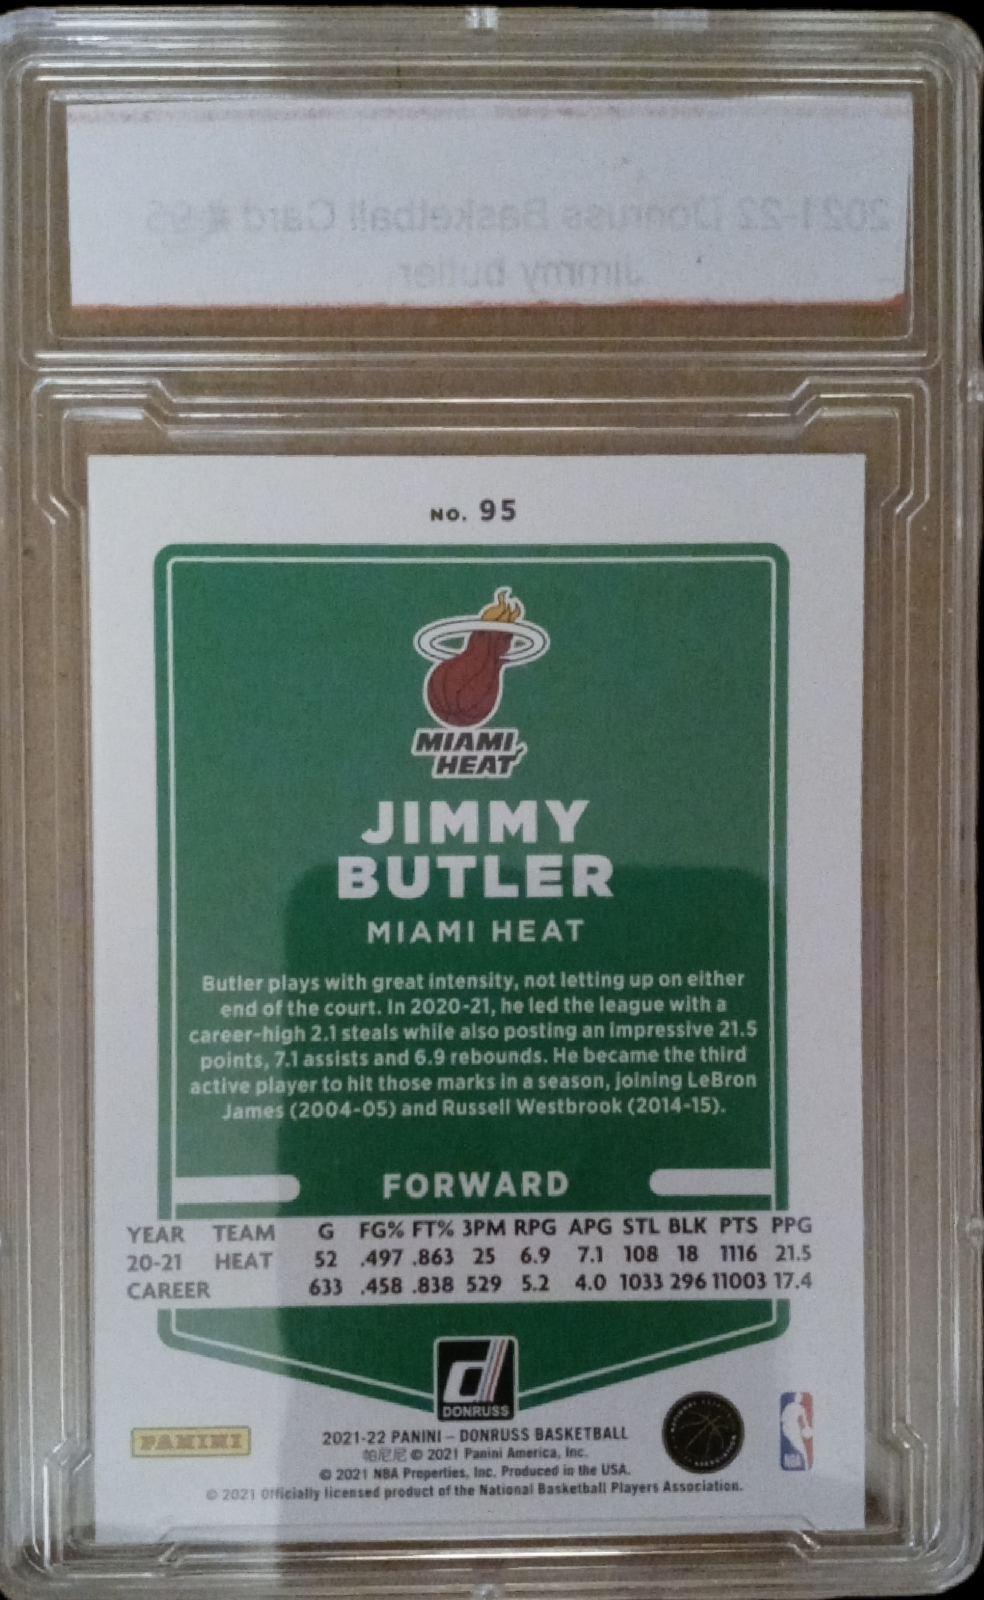 2021-22 Donruss Basketball Card # 95
Jimmy butler
NO. 95
MIAMI
HEAT
JIMMY
BUTLER
MIAMI HEAT
Butler plays with great intensity, not letting up on either
end of the court. In 2020-21, he led the league with a
career-high 2.1 steals while also posting an impressive 21.5
points, 7.1 assists and 6.9 rebounds. He became the third
active player to hit those marks in a season, joining LeBron
James (2004-05) and Russell Westbrook (2014-15).
FORWARD
YEAR TEAM G FG% FT% 3PM RPG APG STL BLK PTS PPG
20-21 HEAT 52 .497 .863 25 6.9 7.1 108 18 1116 21.5
CAREER 633 .458 .838 529 5.2 4.0 1033 296 11003 17.4
d
DONRUSS
PANINI
2021-22 PANINI – DONRUSS BASKETBALL
帕尼尼 © 2021 Panini America, Inc.
© 2021 NBA Properties, Inc. Produced in the USA.
© 2021 Officially licensed product of the National Basketball Players Association.
NBA